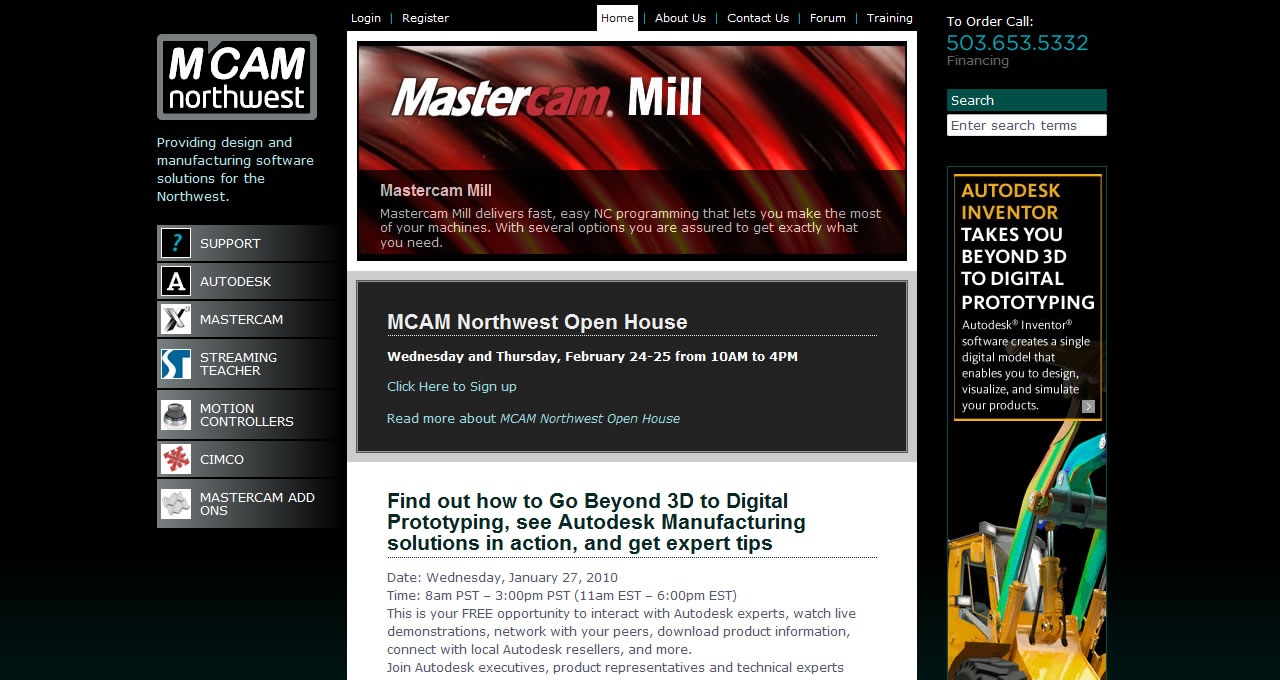 Login | Register
Home | About Us | Contact Us | Forum | Training
M'CAM
northwest
Providing design and
manufacturing software
solutions for the
Northwest.
? SUPPORT
A AUTODESK
X MASTERCAM
ST STREAMING
TEACHER
MOTION
CONTROLLERS
CIMCO
MASTERCAM ADD
ONS
Mastercam® Mill
Mastercam Mill
Mastercam Mill delivers fast, easy NC programming that lets you make the most
of your machines. With several options you are assured to get exactly what
you need.
MCAM Northwest Open House
Wednesday and Thursday, February 24-25 from 10AM to 4PM
Click Here to Sign up
Read more about MCAM Northwest Open House
Find out how to Go Beyond 3D to Digital
Prototyping, see Autodesk Manufacturing
solutions in action, and get expert tips
Date: Wednesday, January 27, 2010
Time: 8am PST – 3:00pm PST (11am EST – 6:00pm EST)
This is your FREE opportunity to interact with Autodesk experts, watch live
demonstrations, network with your peers, download product information,
connect with local Autodesk resellers, and more.
Join Autodesk executives, product representatives and technical experts
To Order Call:
503.653.5332
Financing
Search
Enter search terms
AUTODESK
INVENTOR
TAKES YOU
BEYOND 3D
TO DIGITAL
PROTOTYPING
Autodesk® Inventor®
software creates a single
digital model that
enables you to design,
visualize, and simulate
your products.